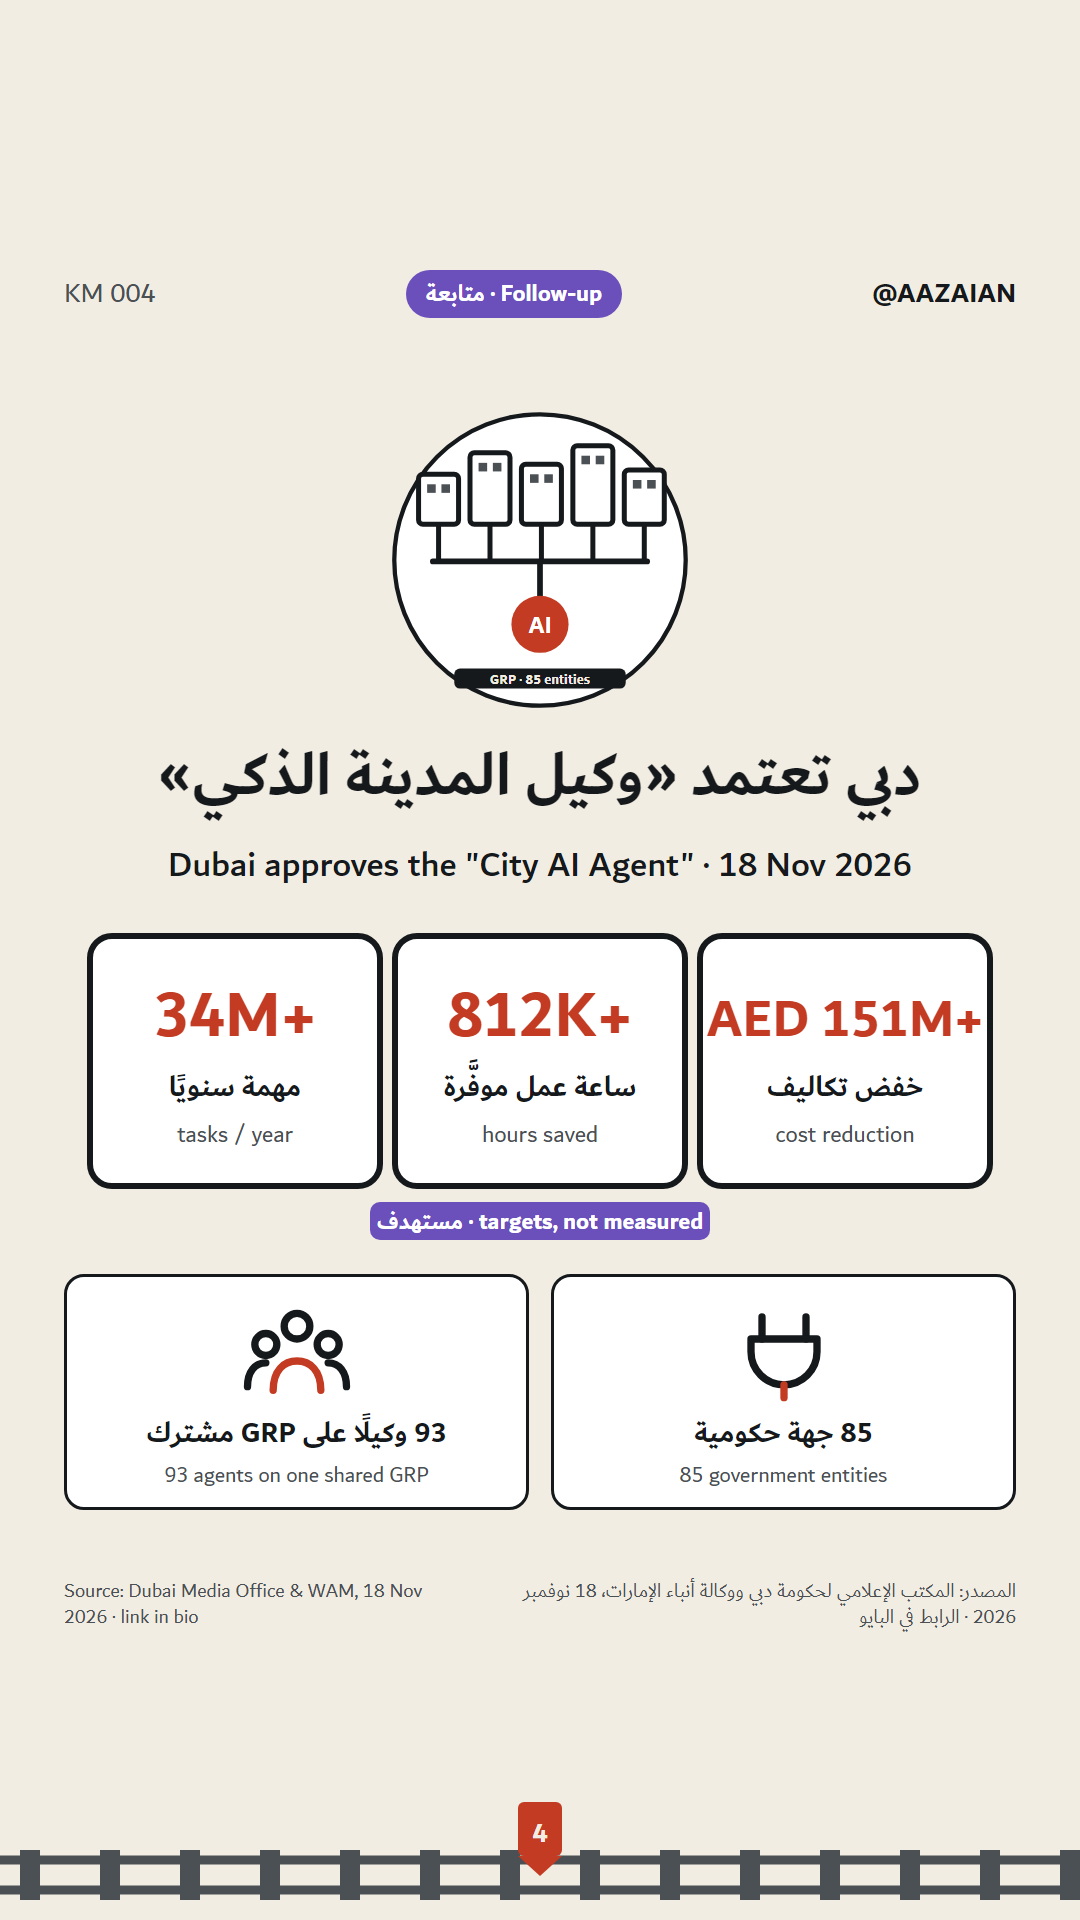 KM 004
متابعة · Follow-up
@AAZAIAN
AI
GRP · 85 entities
دبي تعتمد «وكيل المدينة الذكي»
Dubai approves the "City AI Agent" · 18 Nov 2026
34M+
مهمة سنويًا
tasks / year
812K+
ساعة عمل موفَّرة
hours saved
AED 151M+
خفض تكاليف
cost reduction
مستهدف · targets, not measured
93 وكيلًا على GRP مشترك
93 agents on one shared GRP
85 جهة حكومية
85 government entities
Source: Dubai Media Office & WAM, 18 Nov
2026 · link in bio
المصدر: المكتب الإعلامي لحكومة دبي ووكالة أنباء الإمارات، 18 نوفمبر
2026 · الرابط في البايو
4